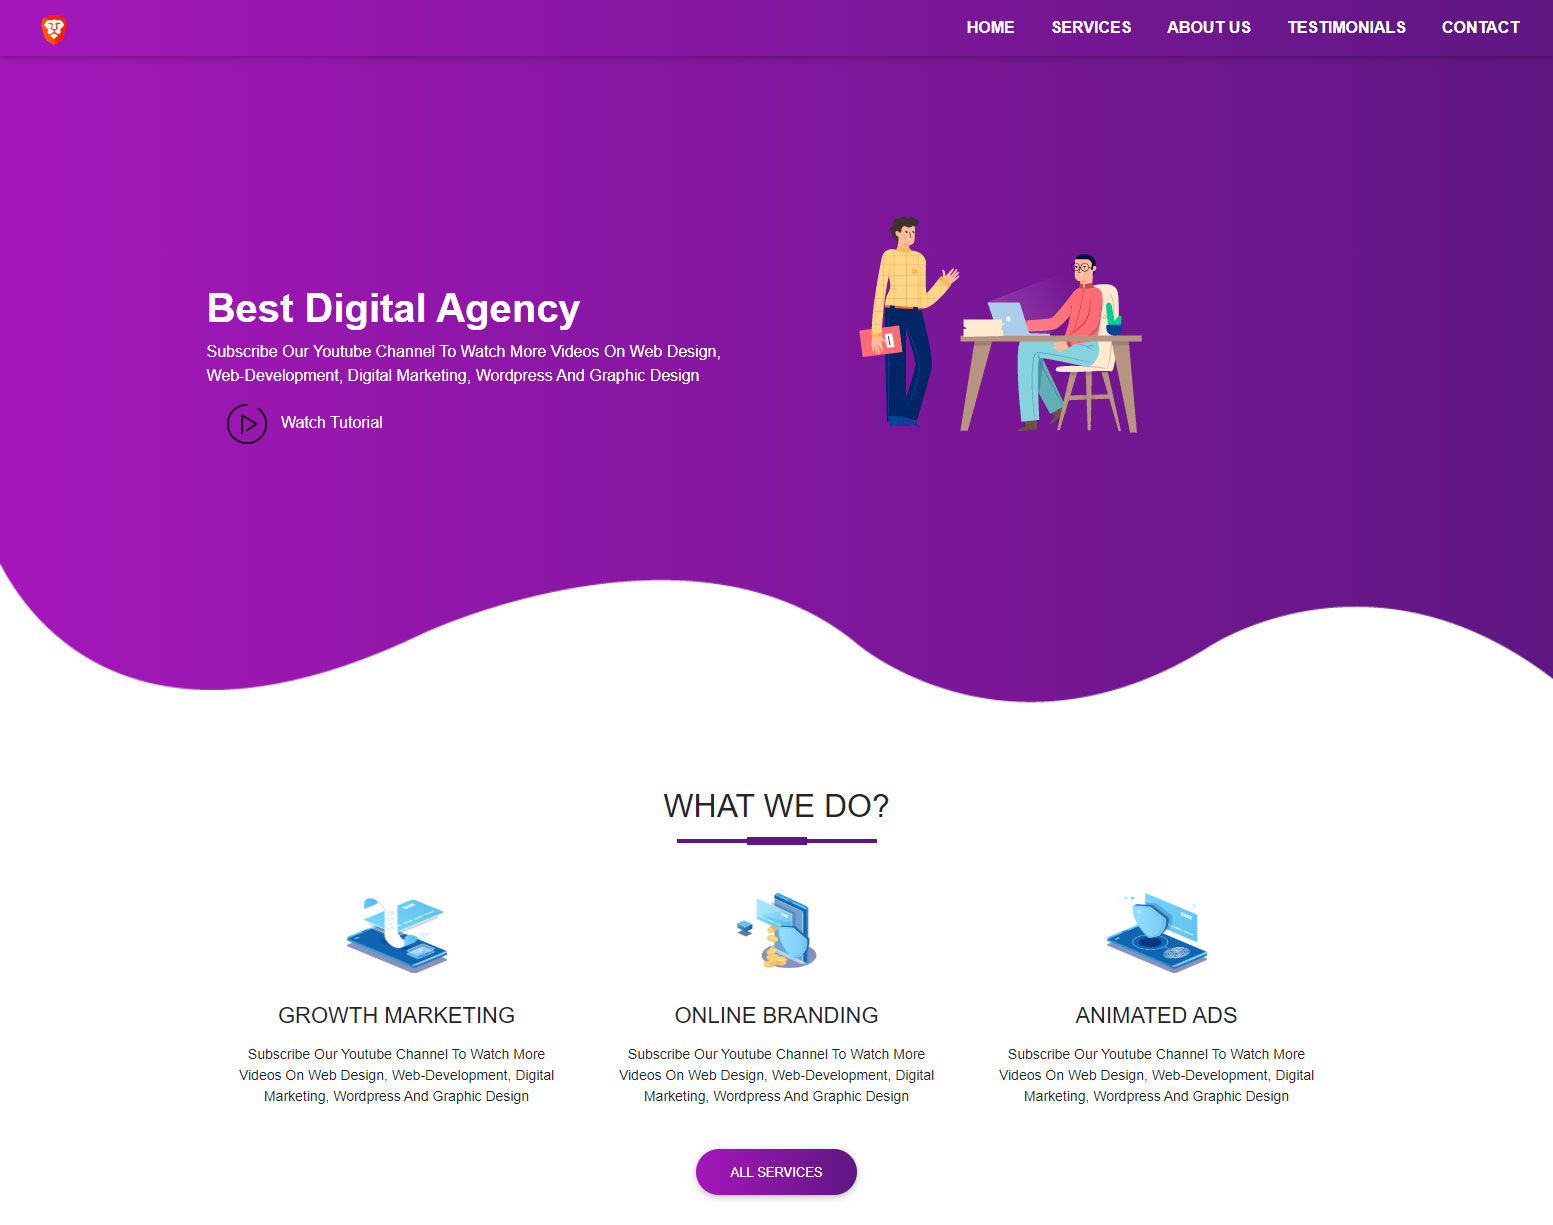 HOME SERVICES ABOUT US TESTIMONIALS CONTACT
Best Digital Agency
Subscribe Our Youtube Channel To Watch More Videos On Web Design,
Web-Development, Digital Marketing, Wordpress And Graphic Design
Watch Tutorial
WHAT WE DO?
GROWTH MARKETING
Subscribe Our Youtube Channel To Watch More
Videos On Web Design, Web-Development, Digital
Marketing, Wordpress And Graphic Design
ONLINE BRANDING
Subscribe Our Youtube Channel To Watch More
Videos On Web Design, Web-Development, Digital
Marketing, Wordpress And Graphic Design
ANIMATED ADS
Subscribe Our Youtube Channel To Watch More
Videos On Web Design, Web-Development, Digital
Marketing, Wordpress And Graphic Design
ALL SERVICES